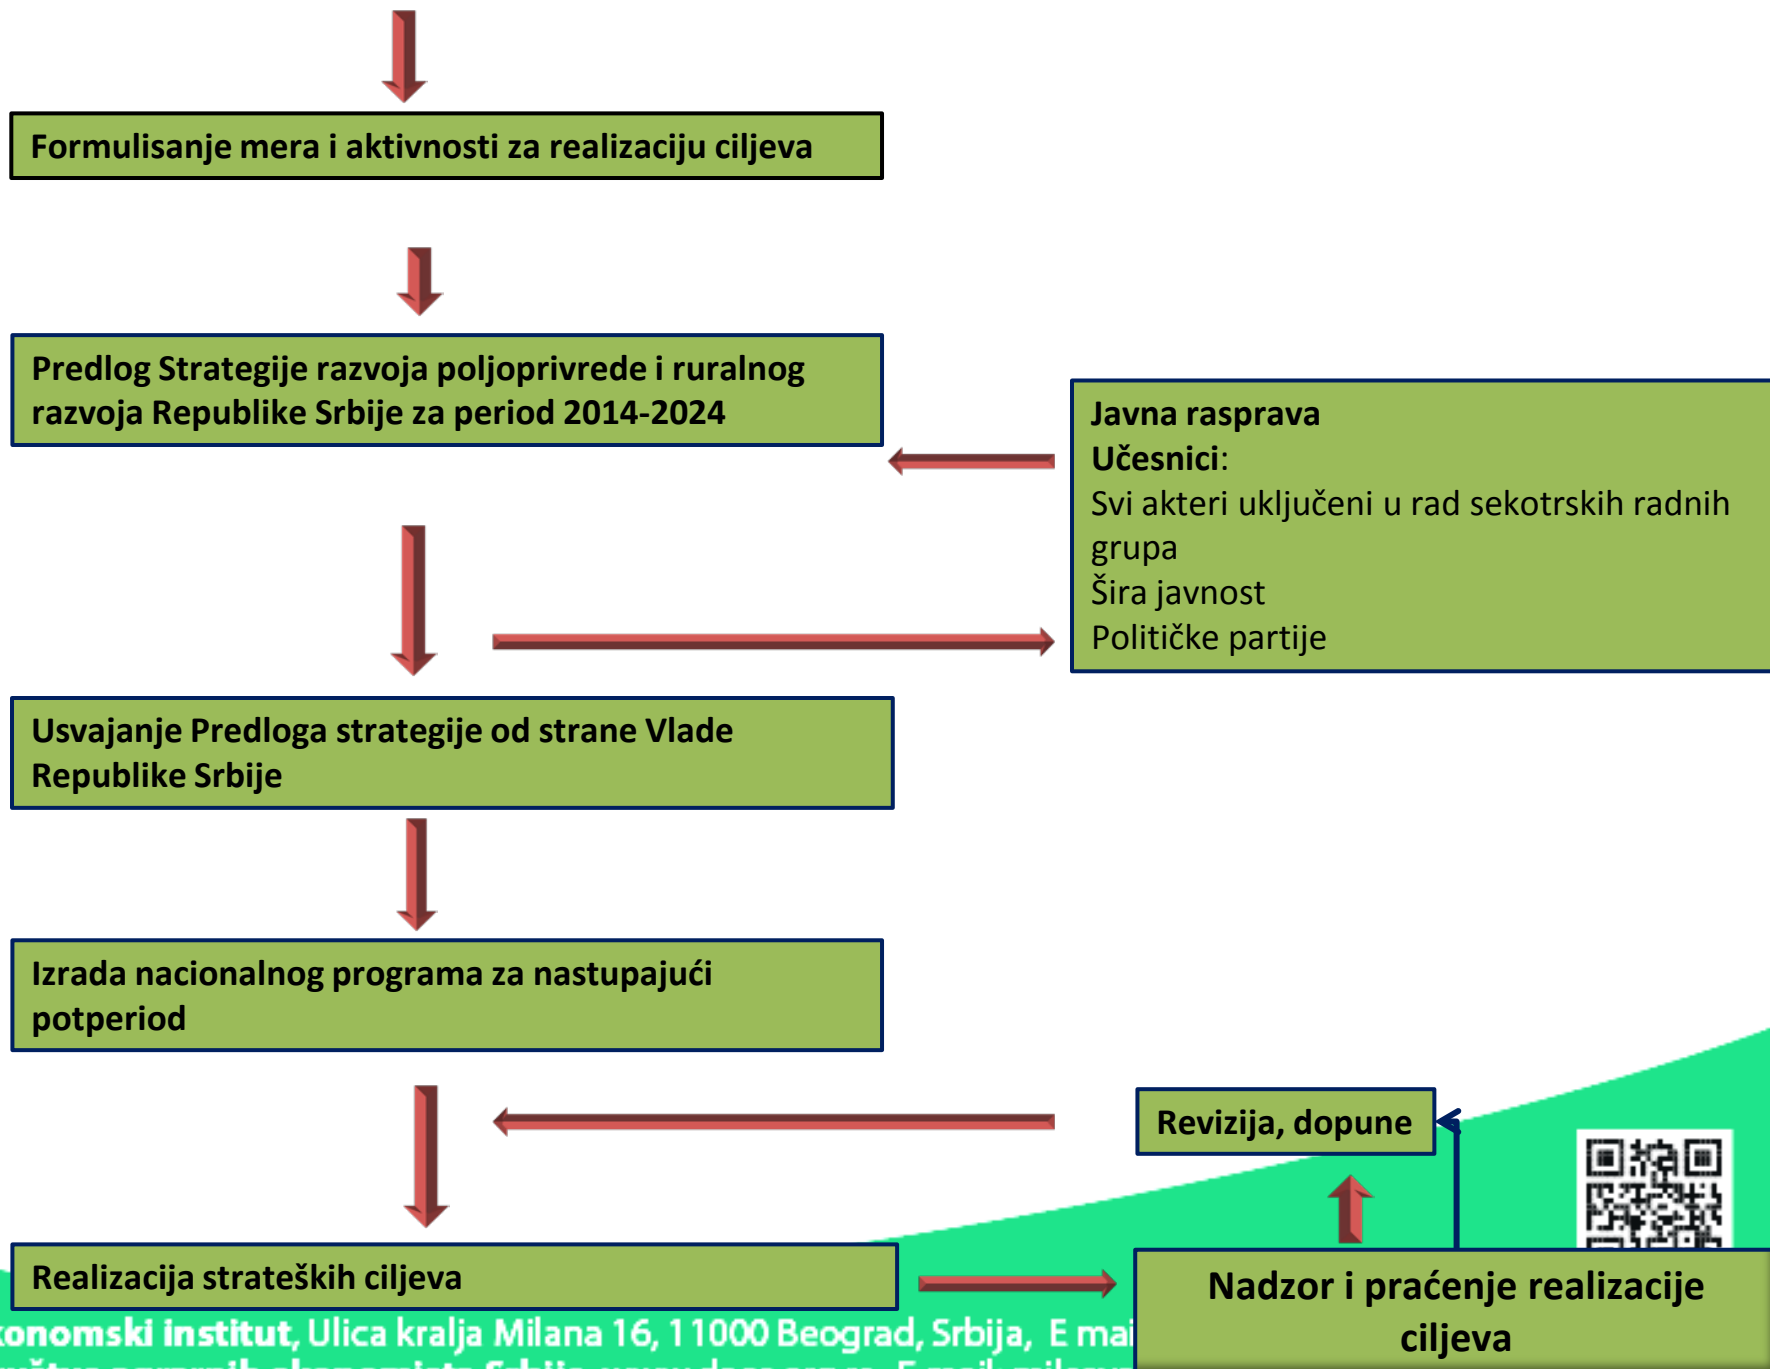 Formulisanje mera i aktivnosti za realizaciju ciljeva
Predlog Strategije razvoja poljoprivrede i ruralnog
razvoja Republike Srbije za period 2014-2024
Javna rasprava
Učesnici:
Svi akteri uključeni u rad sekotrskih radnih
grupa
Šira javnost
Političke partije
Usvajanje Predloga strategije od strane Vlade
Republike Srbije
Izrada nacionalnog programa za nastupajući
potperiod
Revizija, dopune
Realizacija strateških ciljeva
Nadzor i praćenje realizacije
ciljeva
institut, Ulica kralja Milana 16, 11000 Beograd, Srbija, E